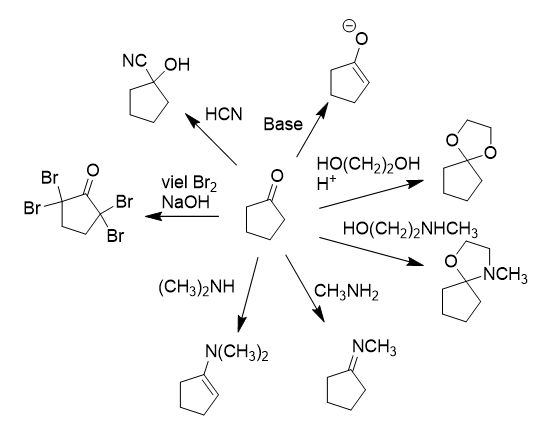 ⊖
O
NC
OH
HCN
Base
O
O
HO(CH₂)₂OH
H⁺
O
viel Br₂
NaOH
Br
O
Br
Br
Br
HO(CH₂)₂NHCH₃
O
N
CH₃
(CH₃)₂NH
CH₃NH₂
N(CH₃)₂
NCH₃